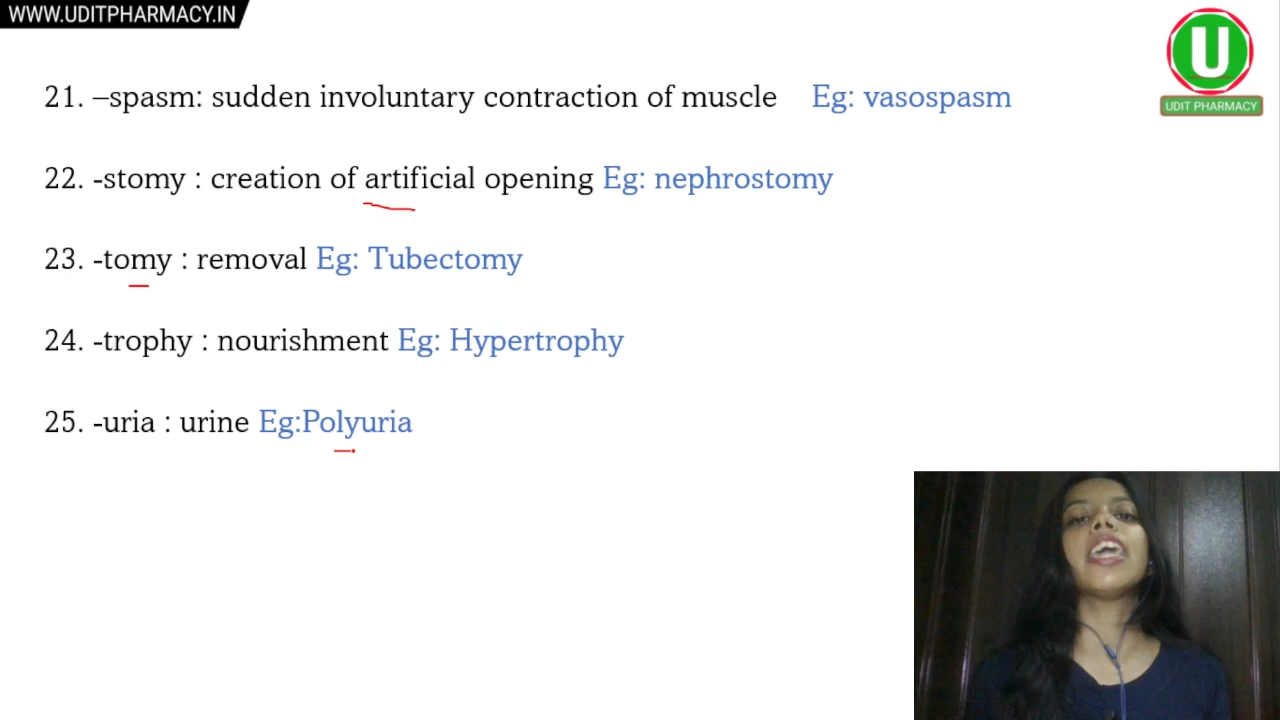 WWW.UDITPHARMACY.IN
U
UDIT PHARMACY
21. –spasm: sudden involuntary contraction of muscle Eg: vasospasm
22. -stomy : creation of artificial opening Eg: nephrostomy
23. -tomy : removal Eg: Tubectomy
24. -trophy : nourishment Eg: Hypertrophy
25. -uria : urine Eg:Polyuria